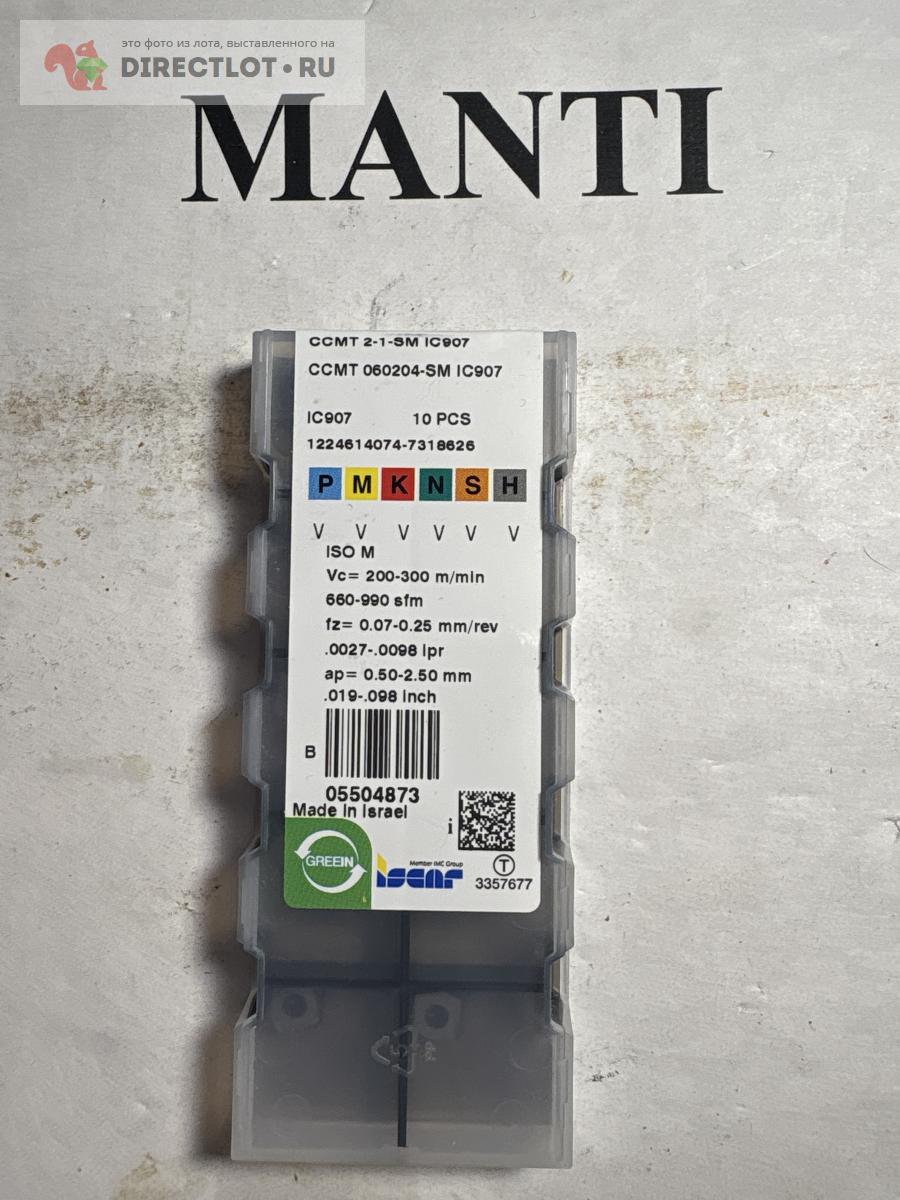 это фото из лота, выставленного на
DIRECTLOT.RU
MANTI
CCMT 2-1-SM IC907
CCMT 060204-SM IC907
IC907 10 PCS
1224614074-7318626
P M K N S H
V V V V V V
ISO M
Vc= 200-300 m/min
660-990 sfm
fz= 0.07-0.25 mm/rev
.0027-.0098 ipr
ap= 0.50-2.50 mm
.019-.098 inch
B
05504873
Made in Israel
i
GREEIN
Member IMC Group
iscar
T
3357677